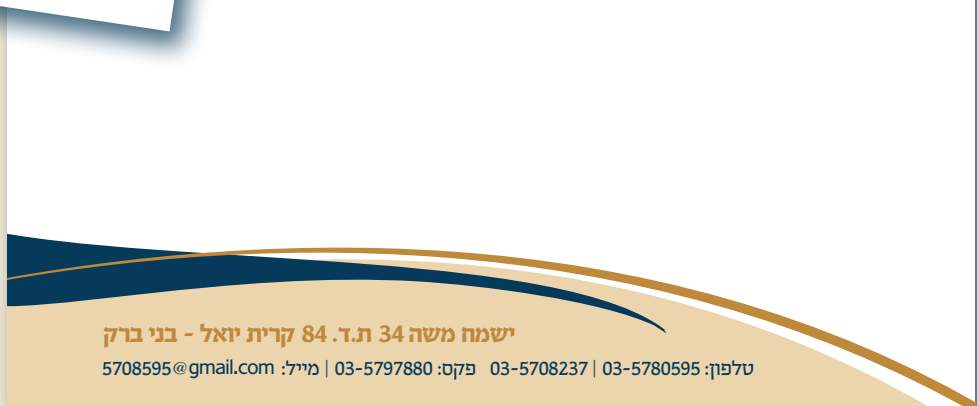 ישמח משה 34 ת.ד. 84 קרית יואל - בני ברק
טלפון: 03-5780595 | 03-5708237 פקס: 03-5797880 | מייל: 5708595@gmail.com